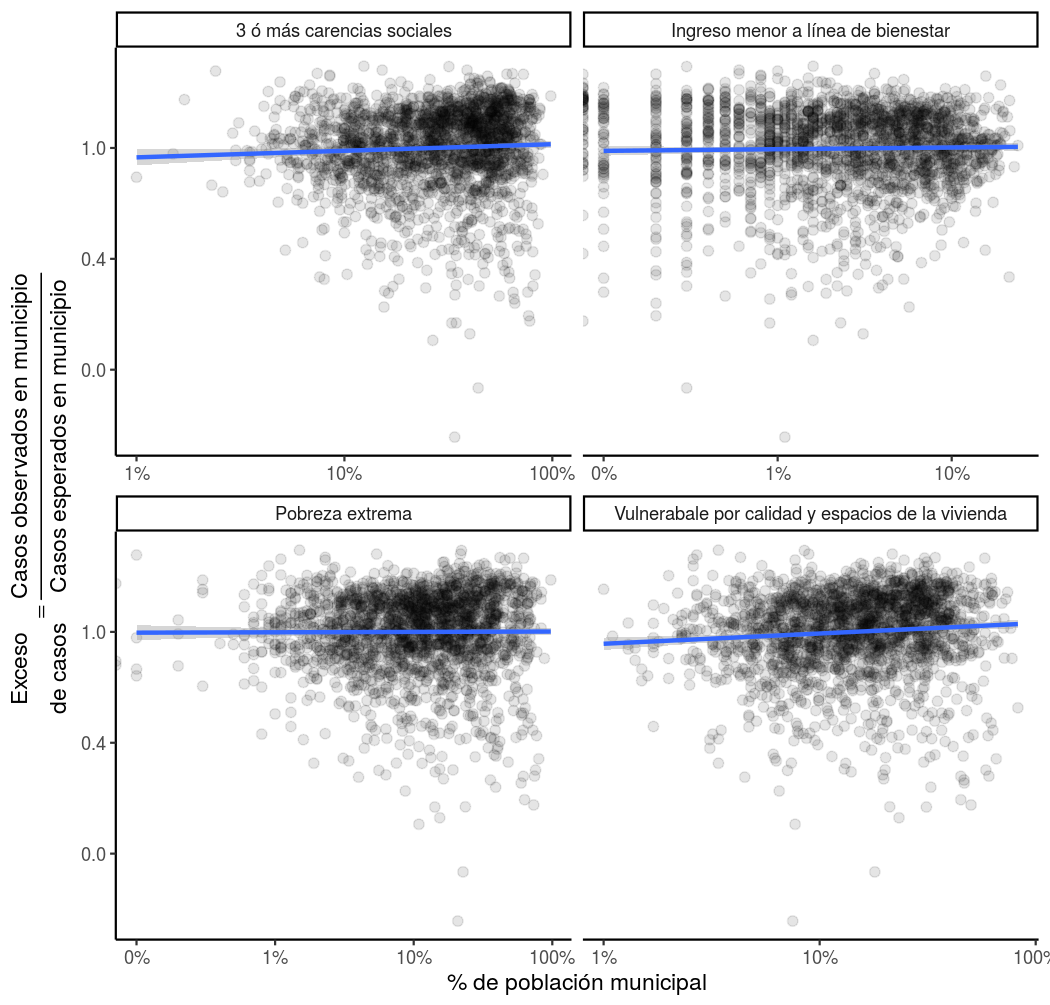 3 ó más carencias sociales
Ingreso menor a línea de bienestar
1.0
0.4
0.0
1%
10%
100%
0%
1%
10%
Pobreza extrema
Vulnerabale por calidad y espacios de la vivienda
1.0
0.4
0.0
0%
1%
10%
100%
1%
10%
100%
% de población municipal
Exceso
de casos
=
Casos observados en municipio
Casos esperados en municipio